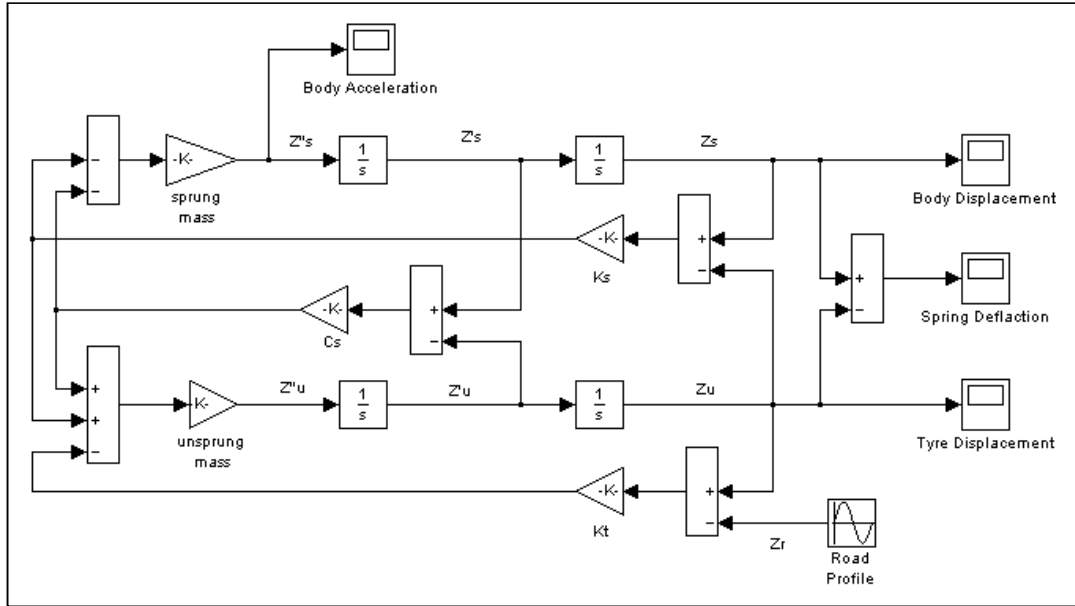 Body Acceleration
Z"s
Z's
Zs
-
-
-K-
1
s
1
s
sprung
mass
Body Displacement
-K-
+
-
Ks
+
-
Spring Deflaction
-K-
+
-
Cs
+
+
-
K-
Z"u
1
s
Z'u
1
s
Zu
unsprung
mass
Tyre Displacement
-K-
+
-
Kt
Zr
Road
Profile